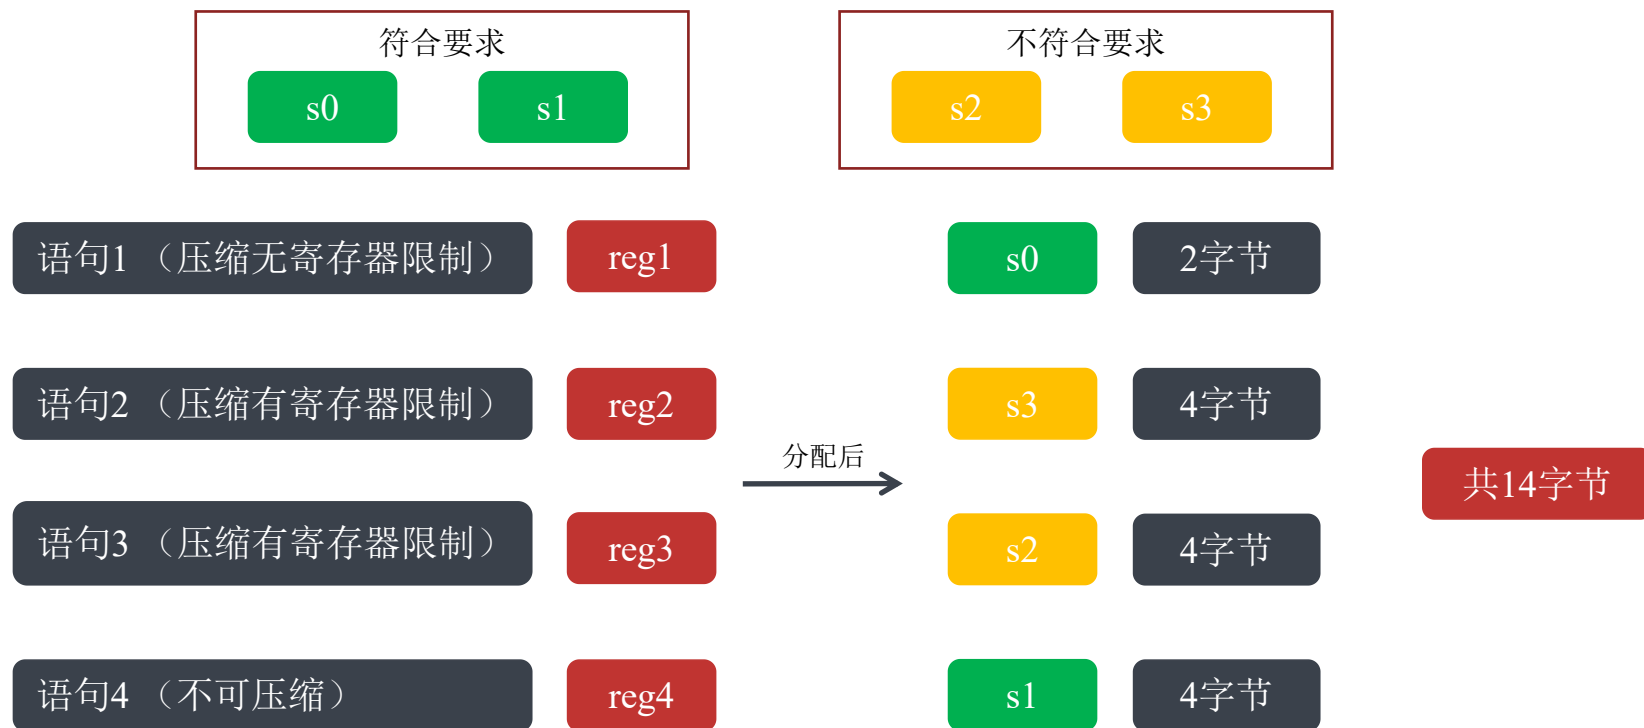 符合要求
s0 s1
不符合要求
s2 s3
语句1 （压缩无寄存器限制） reg1 s0 2字节
语句2 （压缩有寄存器限制） reg2 s3 4字节
分配后
共14字节
语句3 （压缩有寄存器限制） reg3 s2 4字节
语句4 （不可压缩） reg4 s1 4字节